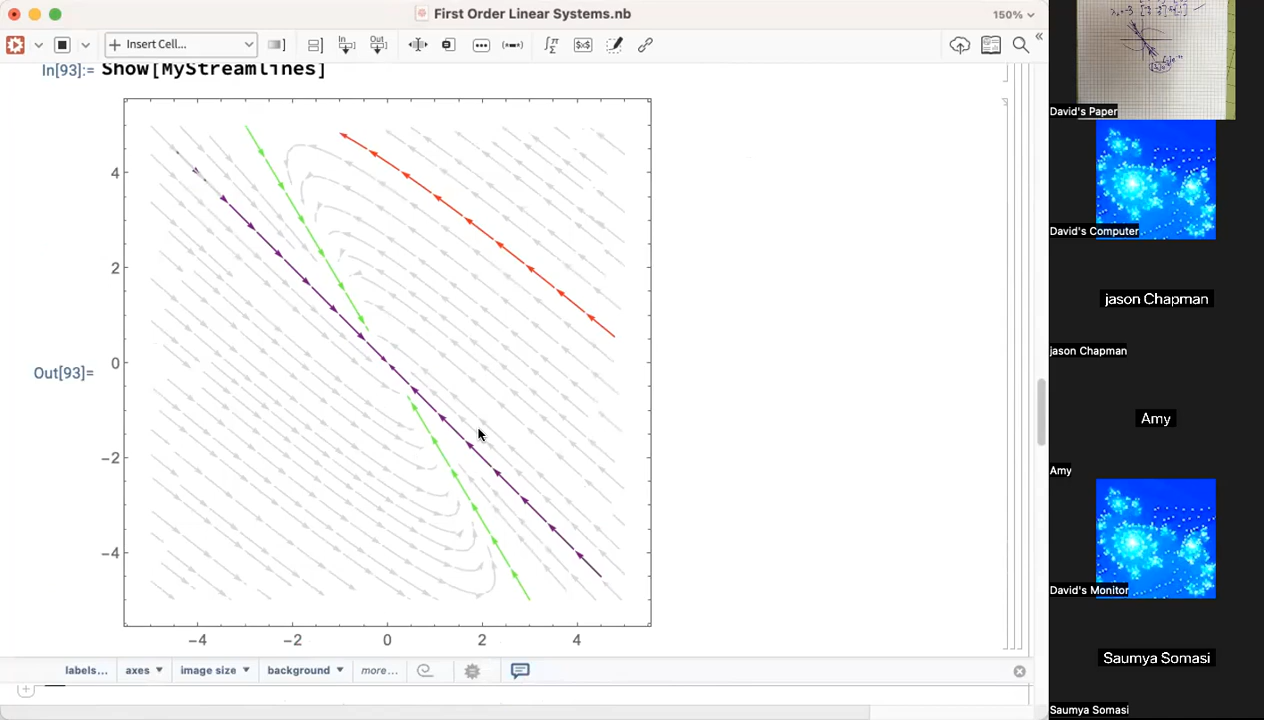 First Order Linear Systems.nb
150%
Insert Cell...
In
Out
$x$
In[93]:= Show[MyStreamlines]
Out[93]=
4
2
0
−2
−4
−4
−2
0
2
4
labels...
axes
image size
background
more...
David's Paper
David's Computer
jason Chapman
jason Chapman
Amy
Amy
David's Monitor
Saumya Somasi
Saumya Somasi